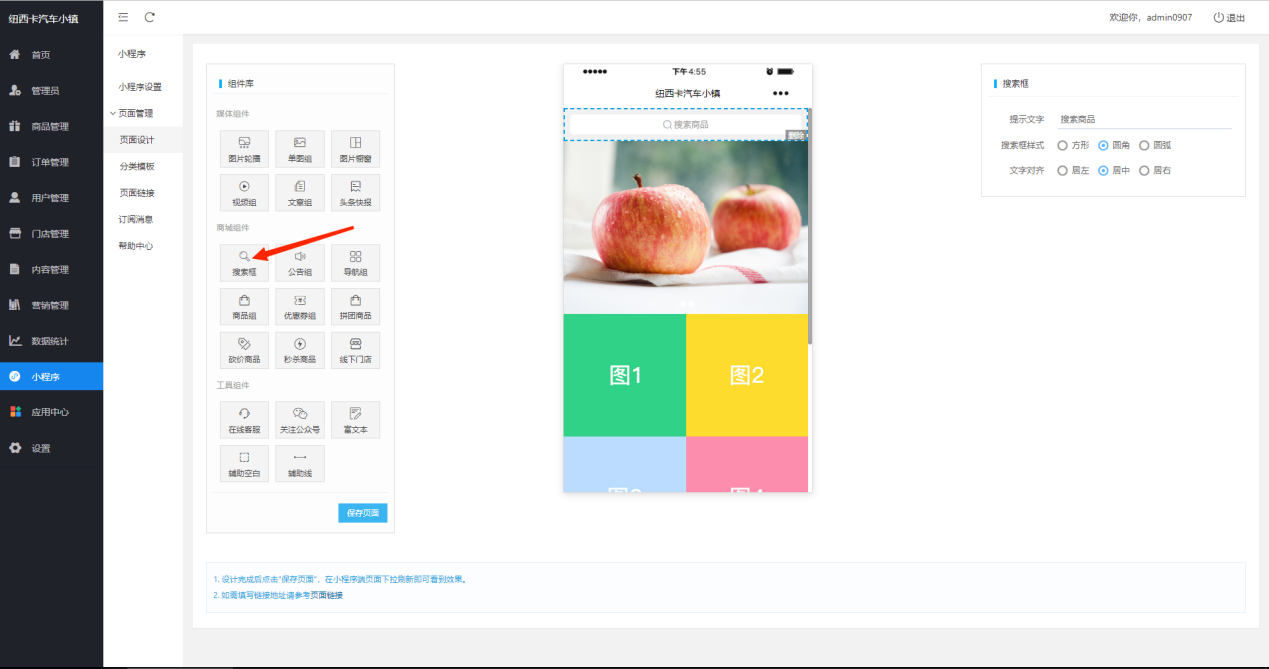 纽西卡汽车小镇
欢迎你，admin0907 退出
首页
管理员
商品管理
订单管理
用户管理
门店管理
内容管理
营销管理
数据统计
小程序
应用中心
设置
小程序
小程序设置
页面管理
页面设计
分类模板
页面链接
订阅消息
帮助中心
组件库
媒体组件
图片轮播 单图组 图片橱窗
视频组 文章组 头条快报
商城组件
搜索框 公告组 导航组
商品组 优惠券组 拼团商品
砍价商品 秒杀商品 线下门店
工具组件
在线客服 关注公众号 富文本
辅助空白 辅助线
保存页面
下午4:55
纽西卡汽车小镇
搜索商品
删除
图1 图2
搜索框
提示文字 搜索商品
搜索框样式 方形 圆角 圆弧
文字对齐 居左 居中 居右
1. 设计完成后点击"保存页面"，在小程序端页面下拉刷新即可看到效果。
2. 如需填写链接地址请参考页面链接